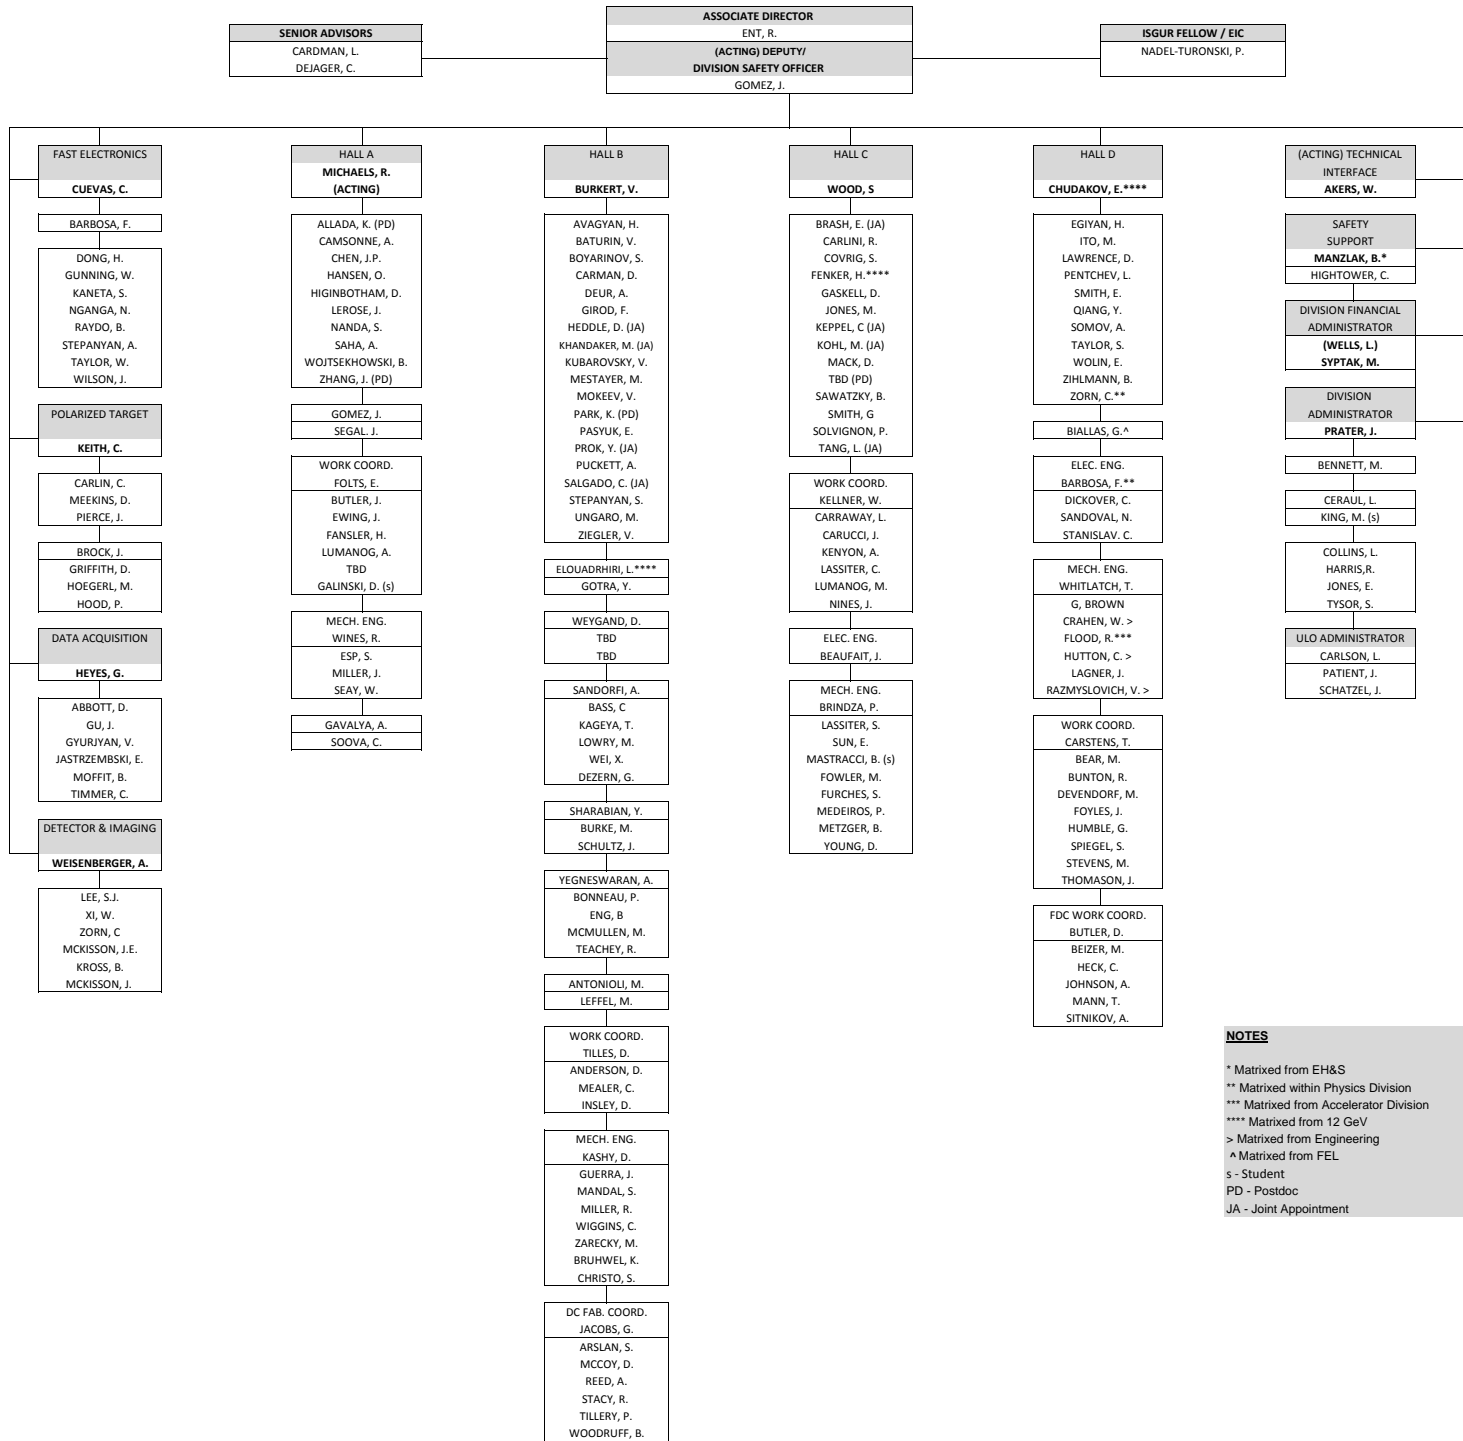 ASSOCIATE DIRECTOR
ENT, R.
(ACTING) DEPUTY/
DIVISION SAFETY OFFICER
GOMEZ, J.
SENIOR ADVISORS
CARDMAN, L.
DEJAGER, C.
ISGUR FELLOW / EIC
NADEL-TURONSKI, P.
FAST ELECTRONICS
CUEVAS, C.
BARBOSA, F.
DONG, H.
GUNNING, W.
KANETA, S.
NGANGA, N.
RAYDO, B.
STEPANYAN, A.
TAYLOR, W.
WILSON, J.
POLARIZED TARGET
KEITH, C.
CARLIN, C.
MEEKINS, D.
PIERCE, J.
BROCK, J.
GRIFFITH, D.
HOEGERL, M.
HOOD, P.
DATA ACQUISITION
HEYES, G.
ABBOTT, D.
GU, J.
GYURJYAN, V.
JASTRZEMBSKI, E.
MOFFIT, B.
TIMMER, C.
DETECTOR & IMAGING
WEISENBERGER, A.
LEE, S.J.
XI, W.
ZORN, C
MCKISSON, J.E.
KROSS, B.
MCKISSON, J.
HALL A
MICHAELS, R.
(ACTING)
ALLADA, K. (PD)
CAMSONNE, A.
CHEN, J.P.
HANSEN, O.
HIGINBOTHAM, D.
LEROSE, J.
NANDA, S.
SAHA, A.
WOJTSEKHOWSKI, B.
ZHANG, J. (PD)
GOMEZ, J.
SEGAL. J.
WORK COORD.
FOLTS, E.
BUTLER, J.
EWING, J.
FANSLER, H.
LUMANOG, A.
TBD
GALINSKI, D. (s)
MECH. ENG.
WINES, R.
ESP, S.
MILLER, J.
SEAY, W.
GAVALYA, A.
SOOVA, C.
HALL B
BURKERT, V.
AVAGYAN, H.
BATURIN, V.
BOYARINOV, S.
CARMAN, D.
DEUR, A.
GIROD, F.
HEDDLE, D. (JA)
KHANDAKER, M. (JA)
KUBAROVSKY, V.
MESTAYER, M.
MOKEEV, V.
PARK, K. (PD)
PASYUK, E.
PROK, Y. (JA)
PUCKETT, A.
SALGADO, C. (JA)
STEPANYAN, S.
UNGARO, M.
ZIEGLER, V.
ELOUADRHIRI, L.****
GOTRA, Y.
WEYGAND, D.
TBD
TBD
SANDORFI, A.
BASS, C
KAGEYA, T.
LOWRY, M.
WEI, X.
DEZERN, G.
SHARABIAN, Y.
BURKE, M.
SCHULTZ, J.
YEGNESWARAN, A.
BONNEAU, P.
ENG, B
MCMULLEN, M.
TEACHEY, R.
ANTONIOLI, M.
LEFFEL, M.
WORK COORD.
TILLES, D.
ANDERSON, D.
MEALER, C.
INSLEY, D.
MECH. ENG.
KASHY, D.
GUERRA, J.
MANDAL, S.
MILLER, R.
WIGGINS, C.
ZARECKY, M.
BRUHWEL, K.
CHRISTO, S.
DC FAB. COORD.
JACOBS, G.
ARSLAN, S.
MCCOY, D.
REED, A.
STACY, R.
TILLERY, P.
WOODRUFF, B.
HALL C
WOOD, S
BRASH, E. (JA)
CARLINI, R.
COVRIG, S.
FENKER, H.****
GASKELL, D.
JONES, M.
KEPPEL, C (JA)
KOHL, M. (JA)
MACK, D.
TBD (PD)
SAWATZKY, B.
SMITH, G
SOLVIGNON, P.
TANG, L. (JA)
WORK COORD.
KELLNER, W.
CARRAWAY, L.
CARUCCI, J.
KENYON, A.
LASSITER, C.
LUMANOG, M.
NINES, J.
ELEC. ENG.
BEAUFAIT, J.
MECH. ENG.
BRINDZA, P.
LASSITER, S.
SUN, E.
MASTRACCI, B. (s)
FOWLER, M.
FURCHES, S.
MEDEIROS, P.
METZGER, B.
YOUNG, D.
HALL D
CHUDAKOV, E.****
EGIYAN, H.
ITO, M.
LAWRENCE, D.
PENTCHEV, L.
SMITH, E.
QIANG, Y.
SOMOV, A.
TAYLOR, S.
WOLIN, E.
ZIHLMANN, B.
ZORN, C.**
BIALLAS, G.^
ELEC. ENG.
BARBOSA, F.**
DICKOVER, C.
SANDOVAL, N.
STANISLAV. C.
MECH. ENG.
WHITLATCH, T.
G, BROWN
CRAHEN, W. >
FLOOD, R.***
HUTTON, C. >
LAGNER, J.
RAZMYSLOVICH, V. >
WORK COORD.
CARSTENS, T.
BEAR, M.
BUNTON, R.
DEVENDORF, M.
FOYLES, J.
HUMBLE, G.
SPIEGEL, S.
STEVENS, M.
THOMASON, J.
FDC WORK COORD.
BUTLER, D.
BEIZER, M.
HECK, C.
JOHNSON, A.
MANN, T.
SITNIKOV, A.
(ACTING) TECHNICAL
INTERFACE
AKERS, W.
SAFETY
SUPPORT
MANZLAK, B.*
HIGHTOWER, C.
DIVISION FINANCIAL
ADMINISTRATOR
(WELLS, L.)
SYPTAK, M.
DIVISION
ADMINISTRATOR
PRATER, J.
BENNETT, M.
CERAUL, L.
KING, M. (s)
COLLINS, L.
HARRIS,R.
JONES, E.
TYSOR, S.
ULO ADMINISTRATOR
CARLSON, L.
PATIENT, J.
SCHATZEL, J.
NOTES
* Matrixed from EH&S
** Matrixed within Physics Division
*** Matrixed from Accelerator Division
**** Matrixed from 12 GeV
> Matrixed from Engineering
^ Matrixed from FEL
s - Student
PD - Postdoc
JA - Joint Appointment